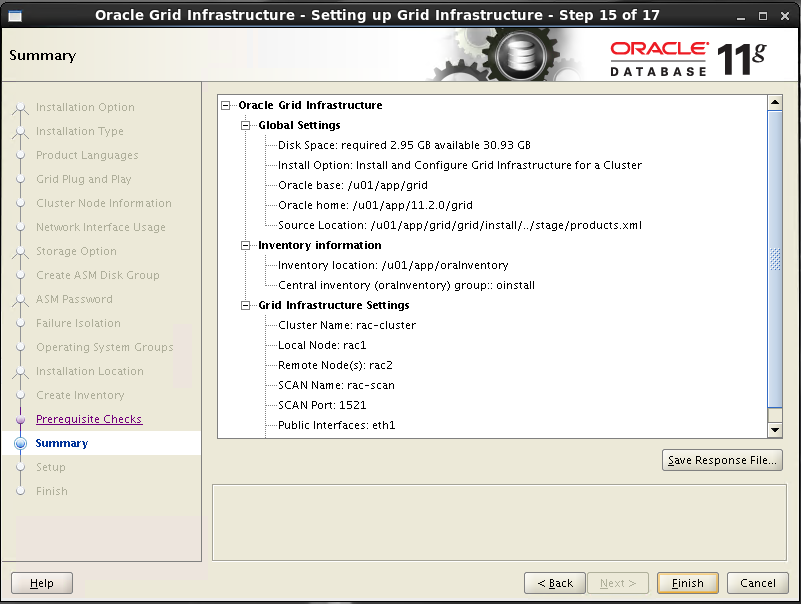 Oracle Grid Infrastructure - Setting up Grid Infrastructure - Step 15 of 17
Summary
ORACLE
DATABASE
11g
Installation Option
Installation Type
Product Languages
Grid Plug and Play
Cluster Node Information
Network Interface Usage
Storage Option
Create ASM Disk Group
ASM Password
Failure Isolation
Operating System Groups
Installation Location
Create Inventory
Prerequisite Checks
Summary
Setup
Finish
Oracle Grid Infrastructure
Global Settings
Disk Space: required 2.95 GB available 30.93 GB
Install Option: Install and Configure Grid Infrastructure for a Cluster
Oracle base: /u01/app/grid
Oracle home: /u01/app/11.2.0/grid
Source Location: /u01/app/grid/grid/install/../stage/products.xml
Inventory information
Inventory location: /u01/app/oraInventory
Central inventory (oraInventory) group:: oinstall
Grid Infrastructure Settings
Cluster Name: rac-cluster
Local Node: rac1
Remote Node(s): rac2
SCAN Name: rac-scan
SCAN Port: 1521
Public Interfaces: eth1
Save Response File...
Help
< Back
Next >
Finish
Cancel